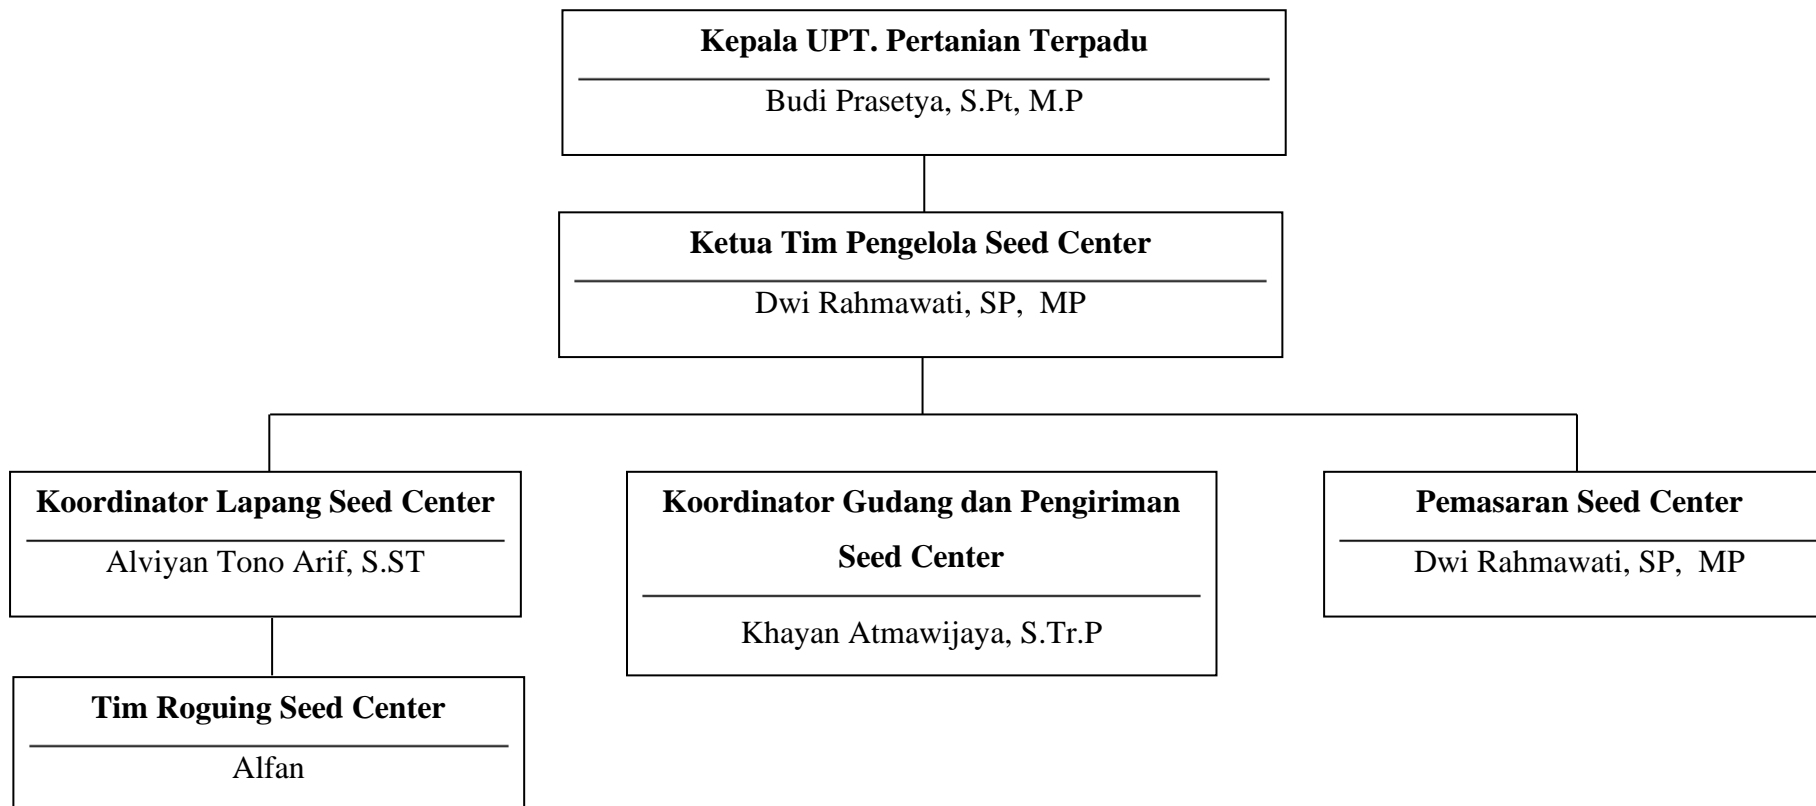 Kepala UPT. Pertanian Terpadu
Budi Prasetya, S.Pt, M.P
Ketua Tim Pengelola Seed Center
Dwi Rahmawati, SP,  MP
Koordinator Lapang Seed Center
Alviyan Tono Arif, S.ST
Koordinator Gudang dan Pengiriman
Seed Center
Khayan Atmawijaya, S.Tr.P
Pemasaran Seed Center
Dwi Rahmawati, SP,  MP
Tim Roguing Seed Center
Alfan